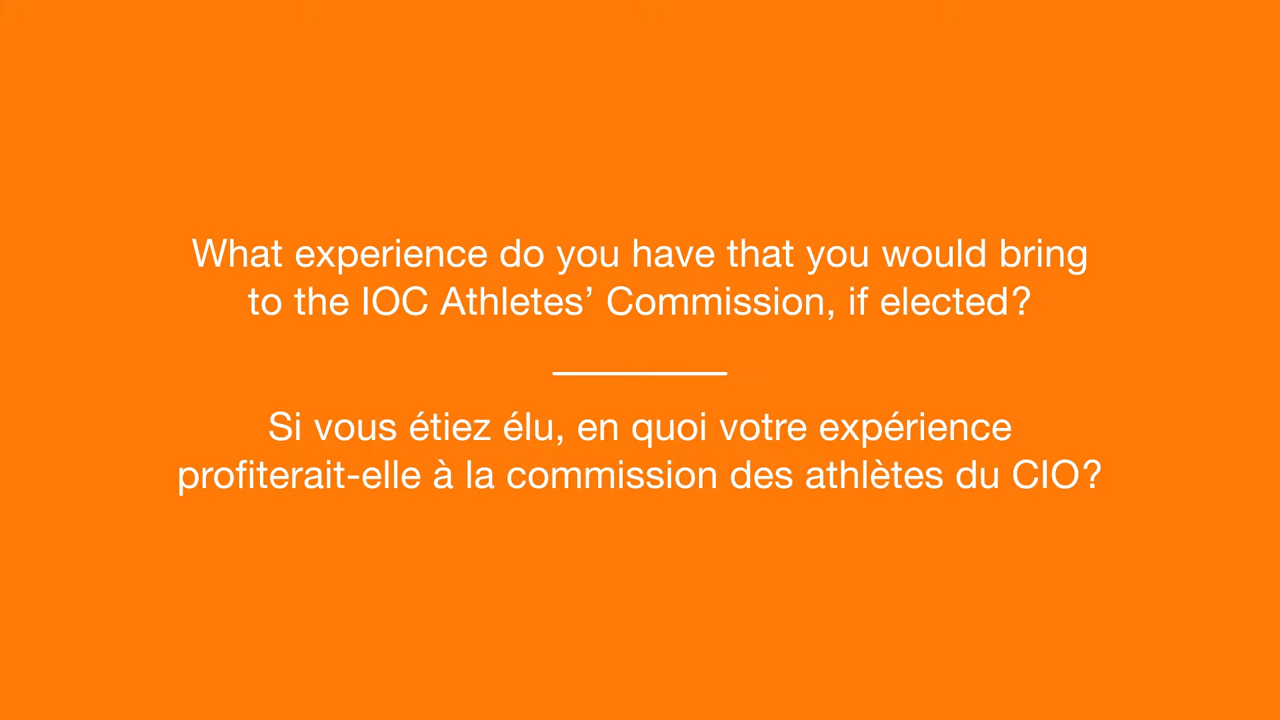 What experience do you have that you would bring
to the IOC Athletes’ Commission, if elected?
Si vous étiez élu, en quoi votre expérience
profiterait-elle à la commission des athlètes du CIO?